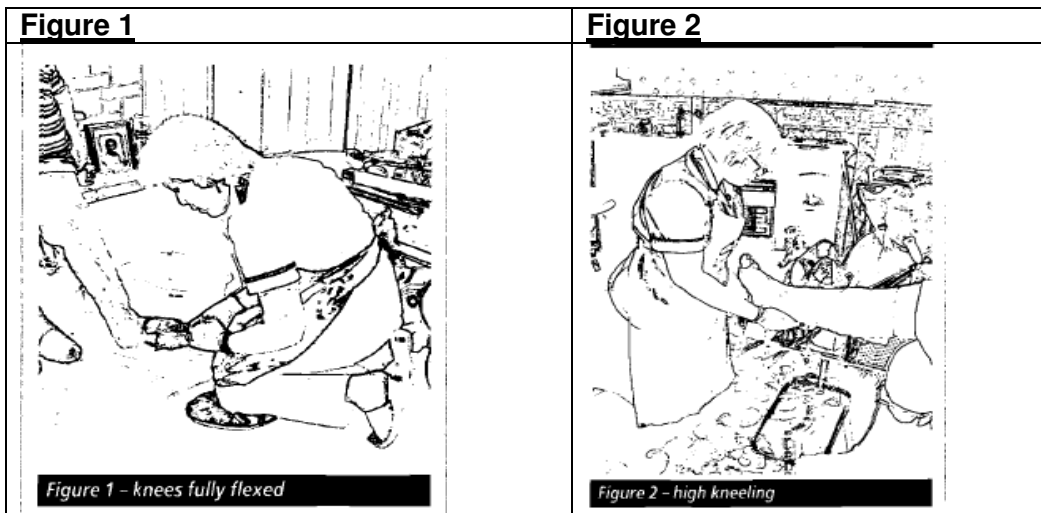 Figure 1
Figure 2
Figure 1 – knees fully flexed
Figure 2 – high kneeling